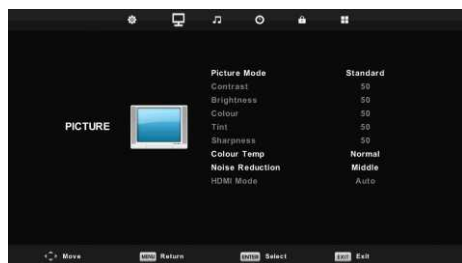 PICTURE
Picture Mode Standard
Contrast 50
Brightness 50
Colour 50
Tint 50
Sharpness 50
Colour Temp Normal
Noise Reduction Middle
HDMI Mode Auto
Move MENU Return ENTER Select EXIT Exit